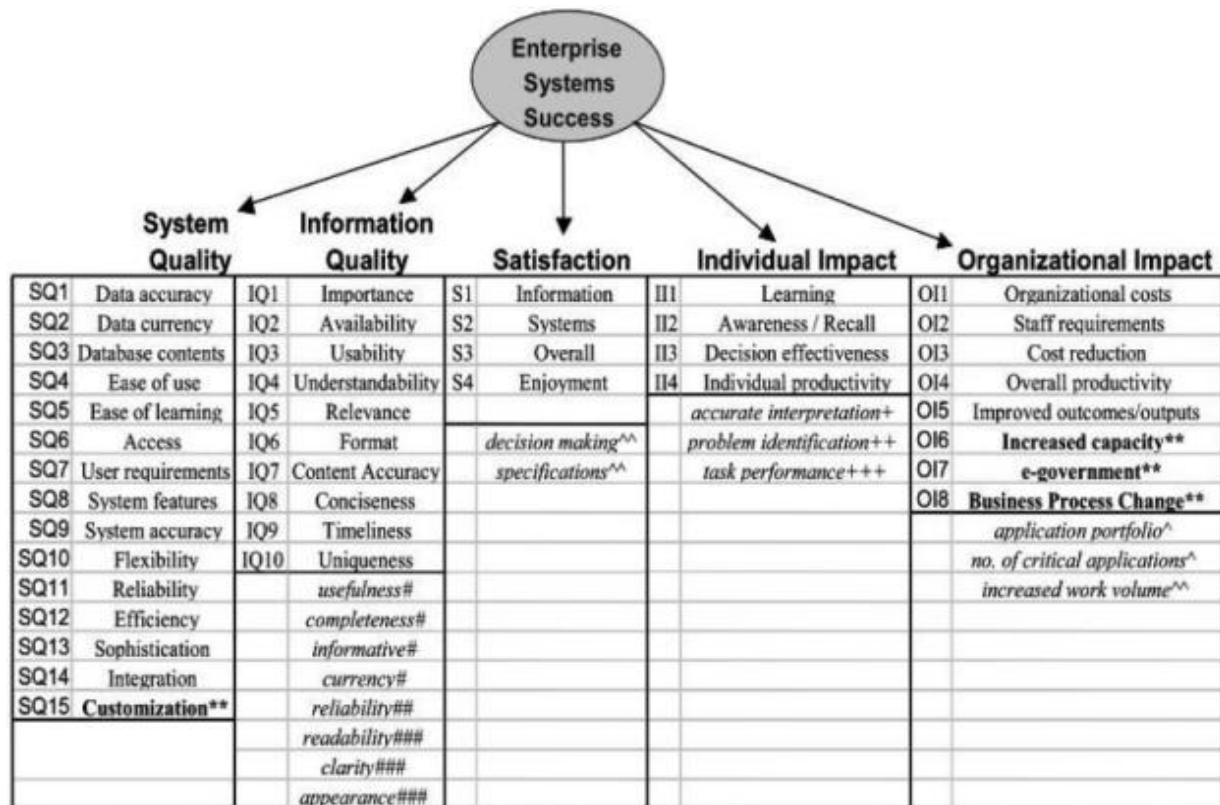 Enterprise
Systems
Success
System
Quality
Information
Quality
Satisfaction
Individual Impact
Organizational Impact
SQ1 Data accuracy IQ1 Importance S1 Information II1 Learning OI1 Organizational costs
SQ2 Data currency IQ2 Availability S2 Systems II2 Awareness / Recall OI2 Staff requirements
SQ3 Database contents IQ3 Usability S3 Overall II3 Decision effectiveness OI3 Cost reduction
SQ4 Ease of use IQ4 Understandability S4 Enjoyment II4 Individual productivity OI4 Overall productivity
SQ5 Ease of learning IQ5 Relevance accurate interpretation+ OI5 Improved outcomes/outputs
SQ6 Access IQ6 Format decision making^^ problem identification++ OI6 Increased capacity**
SQ7 User requirements IQ7 Content Accuracy specifications^^ task performance+++ OI7 e-government**
SQ8 System features IQ8 Conciseness OI8 Business Process Change**
SQ9 System accuracy IQ9 Timeliness application portfolio^
SQ10 Flexibility IQ10 Uniqueness no. of critical applications^
SQ11 Reliability usefulness# increased work volume^^
SQ12 Efficiency completeness#
SQ13 Sophistication informative#
SQ14 Integration currency#
SQ15 Customization** reliability##
readability###
clarity###
appearance###